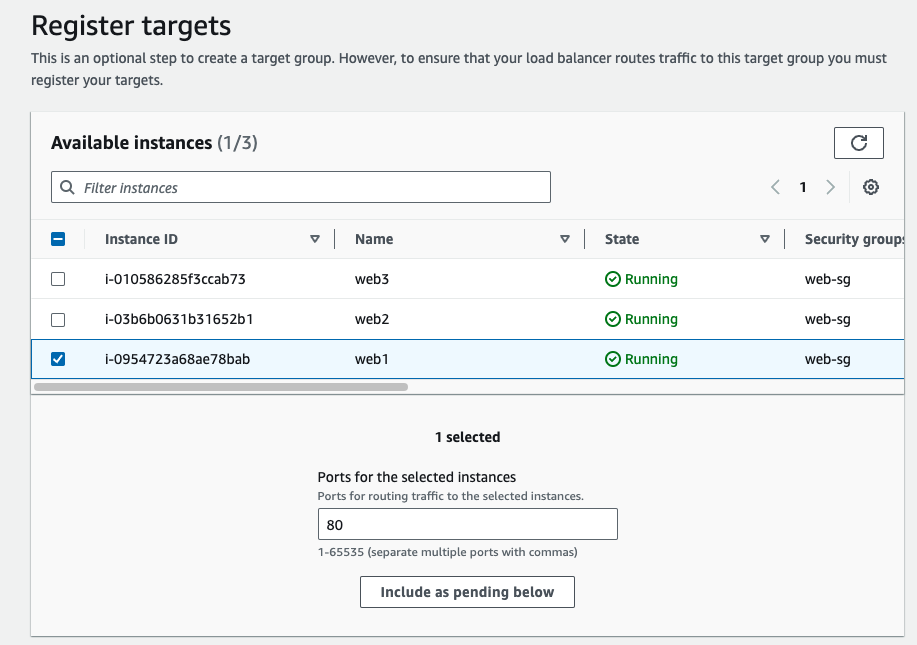 Register targets
This is an optional step to create a target group. However, to ensure that your load balancer routes traffic to this target group you must
register your targets.
Available instances (1/3)
Filter instances
1
Instance ID Name State Security groups
i-010586285f3ccab73 web3 Running web-sg
i-03b6b0631b31652b1 web2 Running web-sg
i-0954723a68ae78bab web1 Running web-sg
1 selected
Ports for the selected instances
Ports for routing traffic to the selected instances.
80
1-65535 (separate multiple ports with commas)
Include as pending below